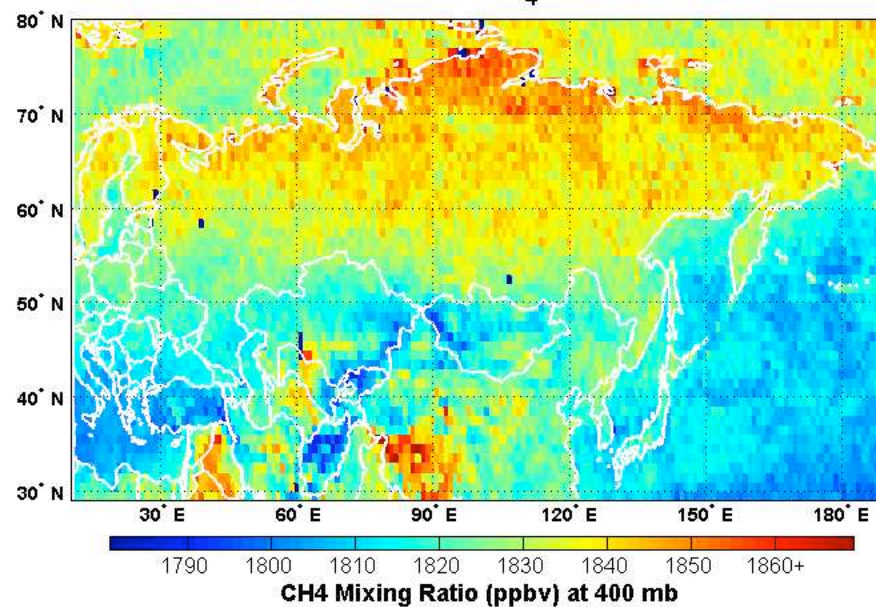 4
80° N
70° N
60° N
50° N
40° N
30° N
30° E 60° E 90° E 120° E 150° E 180° E
1790 1800 1810 1820 1830 1840 1850 1860+
CH4 Mixing Ratio (ppbv) at 400 mb